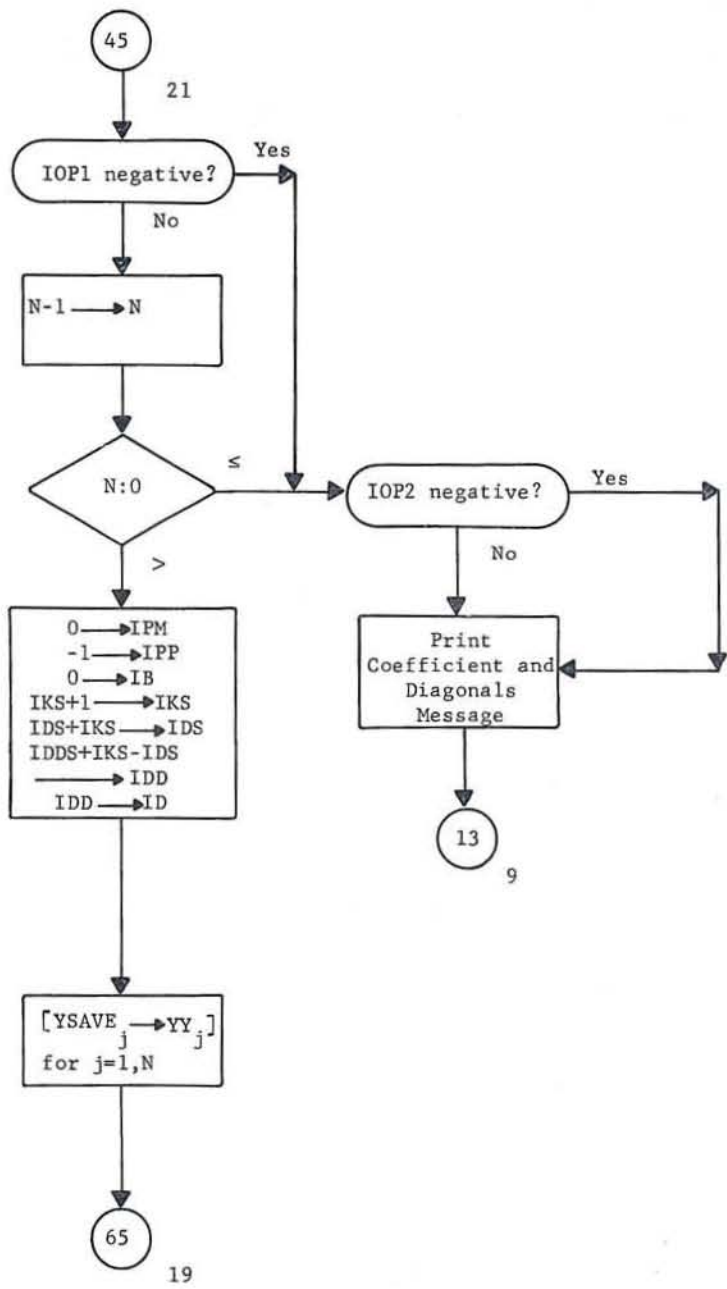 45
21
IOP1 negative?
Yes
No
N-1 → N
N:0
≤
>
IOP2 negative?
Yes
No
Print
Coefficient and
Diagonals
Message
13
9
0 → IPM
-1 → IPP
0 → IB
IKS+1 → IKS
IDS+IKS → IDS
IDDS+IKS-IDS
→ IDD
IDD → ID
[YSAVE_j → YY_j]
for j=1,N
65
19